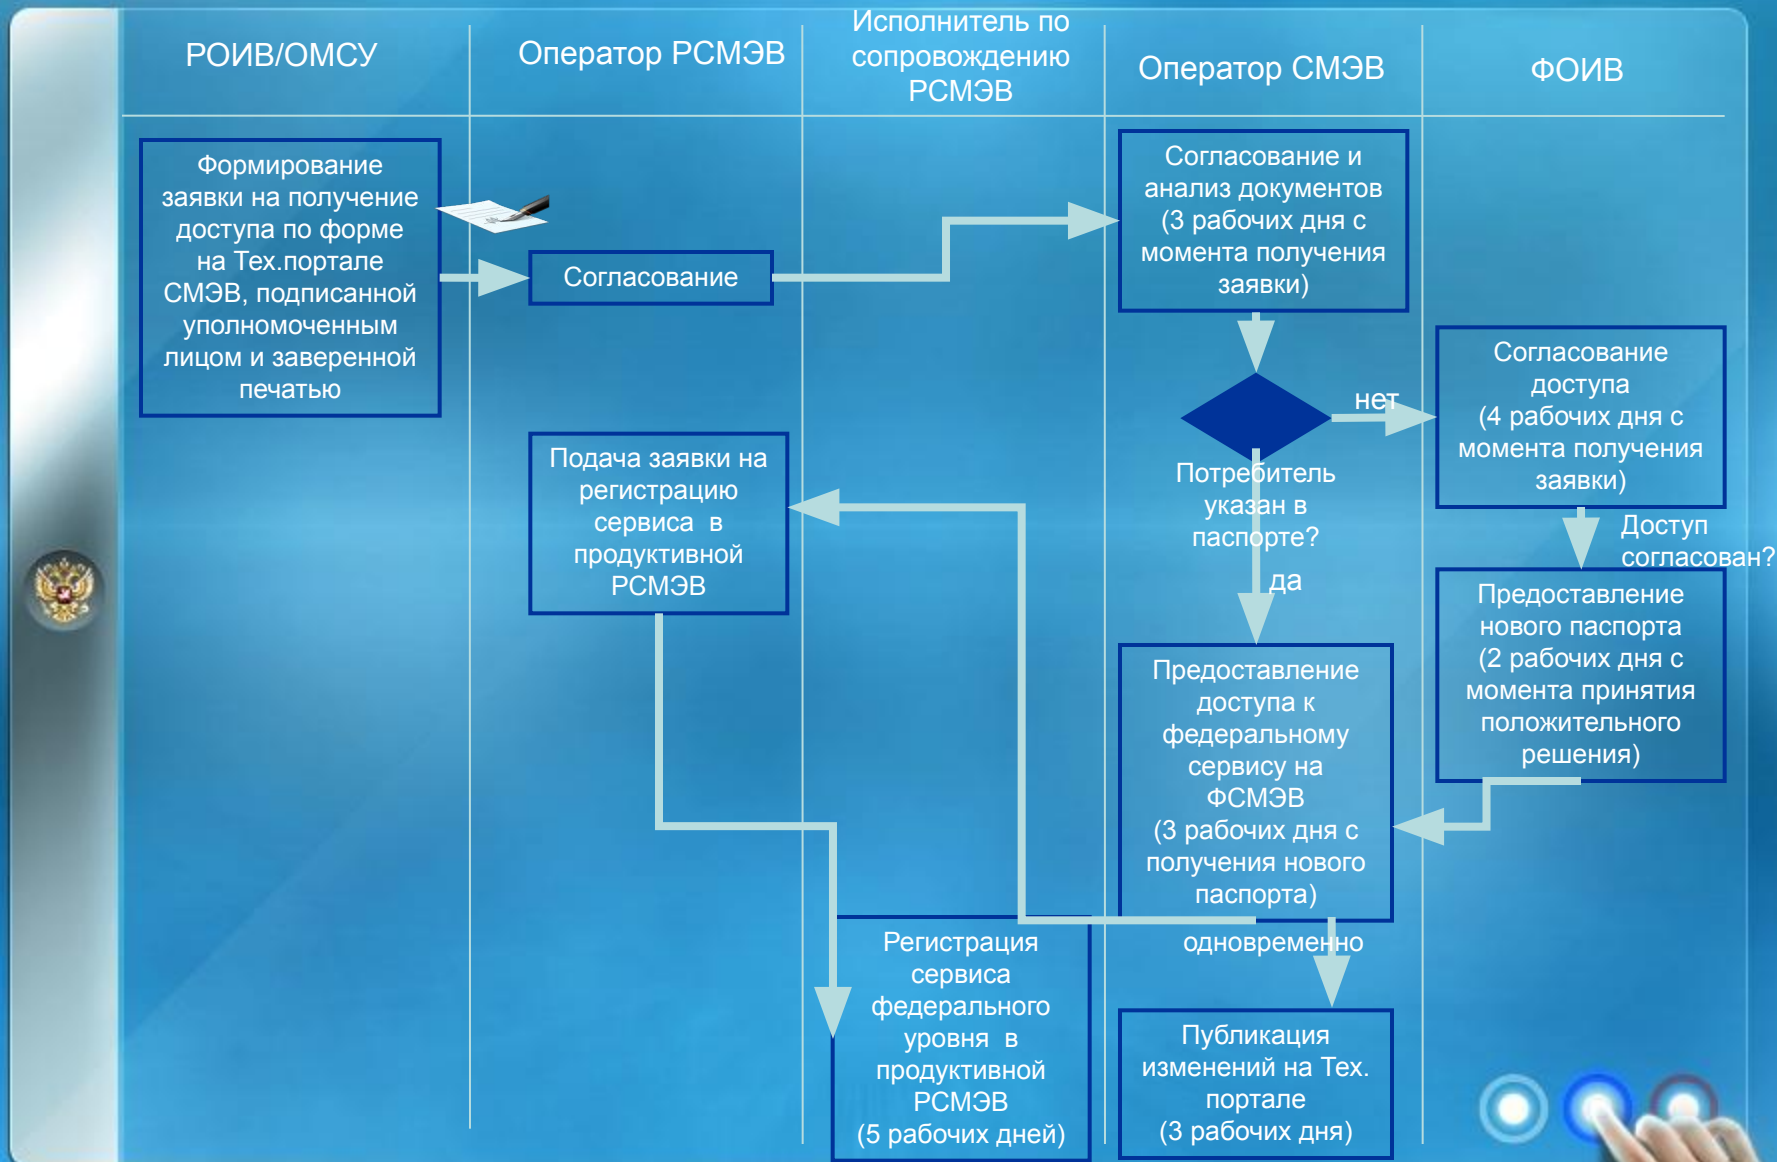 РОИВ/ОМСУ
Оператор РСМЭВ
Исполнитель по
сопровождению
РСМЭВ
Оператор СМЭВ
ФОИВ
Формирование
заявки на получение
доступа по форме
на Тех.портале
СМЭВ, подписанной
уполномоченным
лицом и заверенной
печатью
Согласование
Согласование и
анализ документов
(3 рабочих дня с
момента получения
заявки)
нет
Согласование
доступа
(4 рабочих дня с
момента получения
заявки)
Потребитель
указан в
паспорте?
да
Доступ
согласован?
Подача заявки на
регистрацию
сервиса в
продуктивной
РСМЭВ
Предоставление
нового паспорта
(2 рабочих дня с
момента принятия
положительного
решения)
Предоставление
доступа к
федеральному
сервису на
ФСМЭВ
(3 рабочих дня с
получения нового
паспорта)
одновременно
Регистрация
сервиса
федерального
уровня в
продуктивной
РСМЭВ
(5 рабочих дней)
Публикация
изменений на Тех.
портале
(3 рабочих дня)